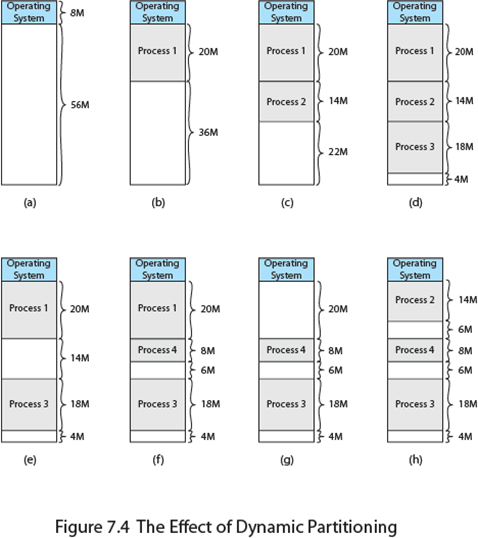 Operating
System
8M
56M
(a)
Operating
System
Process 1
20M
36M
(b)
Operating
System
Process 1
20M
Process 2
14M
22M
(c)
Operating
System
Process 1
20M
Process 2
14M
Process 3
18M
4M
(d)
Operating
System
Process 1
20M
14M
Process 3
18M
4M
(e)
Operating
System
Process 1
20M
Process 4
8M
6M
Process 3
18M
4M
(f)
Operating
System
20M
Process 4
8M
6M
Process 3
18M
4M
(g)
Operating
System
Process 2
14M
6M
Process 4
8M
6M
Process 3
18M
4M
(h)
Figure 7.4 The Effect of Dynamic Partitioning